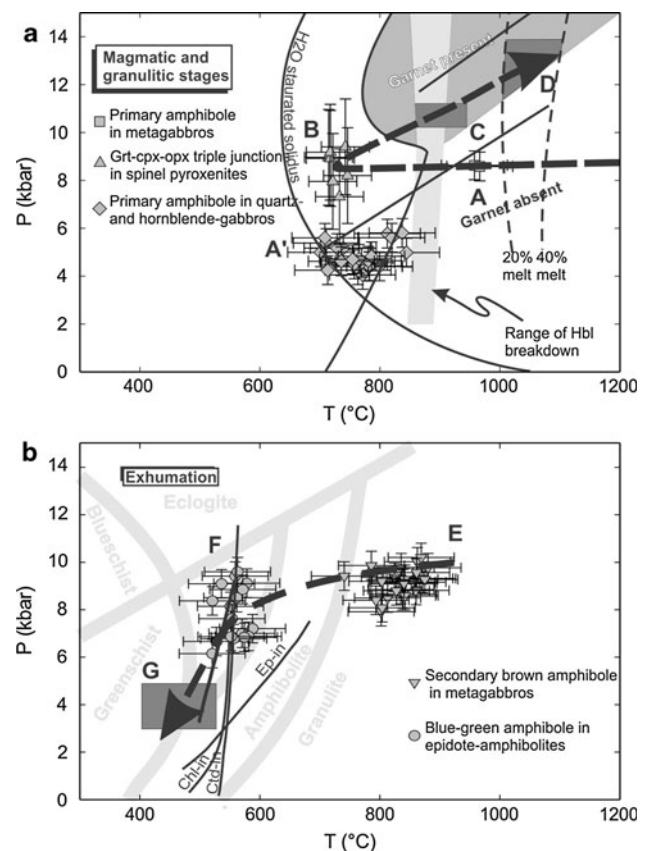 a
P (kbar)
14
12
10
8
6
4
2
0
Magmatic and
granulitic stages
Primary amphibole
in metagabbros
Grt-cpx-opx triple junction
in spinel pyroxenites
Primary amphibole in quartz-
and hornblende-gabbros
H2O staurated solidus
Garnet present
B
D
C
A
Garnet absent
A'
20% 40%
melt melt
Range of Hbl
breakdown
400 600 800 1000 1200
T (°C)
b
P (kbar)
14
12
10
8
6
4
2
0
Exhumation
Eclogite
Blueschist
F
E
Greenschist
G
Ep-in
Amphibolite
Granulite
Chl-in
Ctd-in
Secondary brown amphibole
in metagabbros
Blue-green amphibole in
epidote-amphibolites
400 600 800 1000 1200
T (°C)